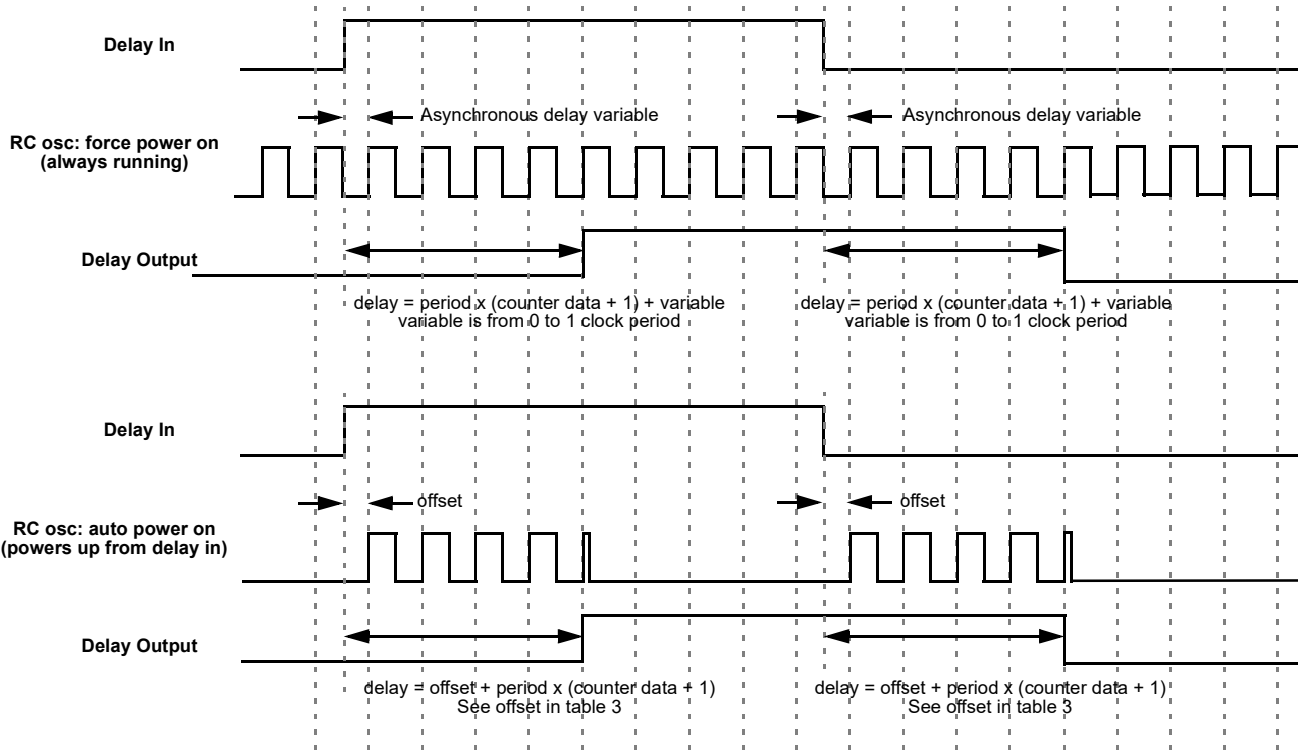 Delay In
Asynchronous delay variable
Asynchronous delay variable
RC osc: force power on
(always running)
Delay Output
delay = period x (counter data + 1) + variable
variable is from 0 to 1 clock period
delay = period x (counter data + 1) + variable
variable is from 0 to 1 clock period
Delay In
offset
offset
RC osc: auto power on
(powers up from delay in)
Delay Output
delay = offset + period x (counter data + 1)
See offset in table 3
delay = offset + period x (counter data + 1)
See offset in table 3